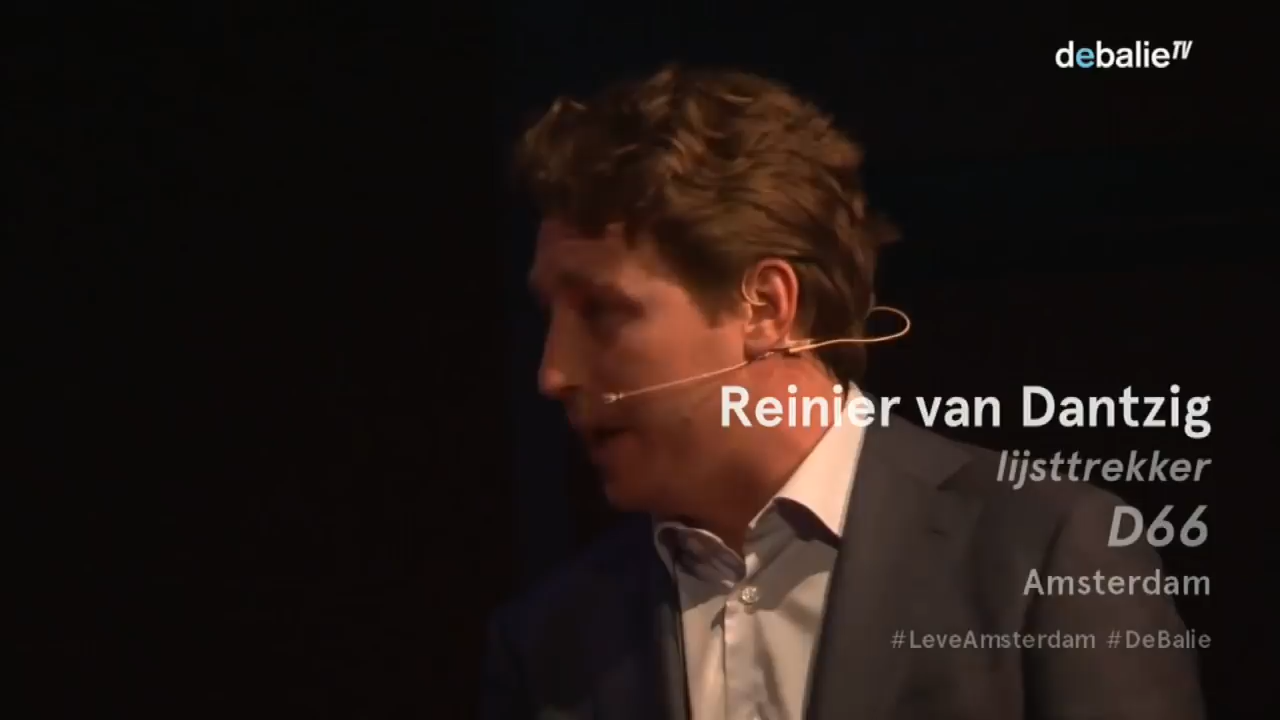 debalieTV
Reinier van Dantzig
lijsttrekker
D66
Amsterdam
#LeveAmsterdam #DeBalie